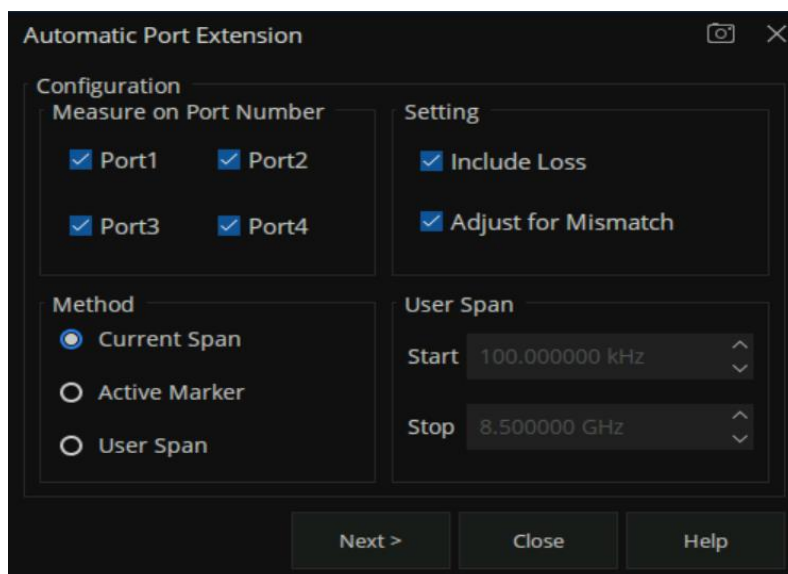 Automatic Port Extension
Configuration
Measure on Port Number
Port1 Port2
Port3 Port4
Setting
Include Loss
Adjust for Mismatch
Method
Current Span
Active Marker
User Span
User Span
Start 100.000000 kHz
Stop 8.500000 GHz
Next > Close Help